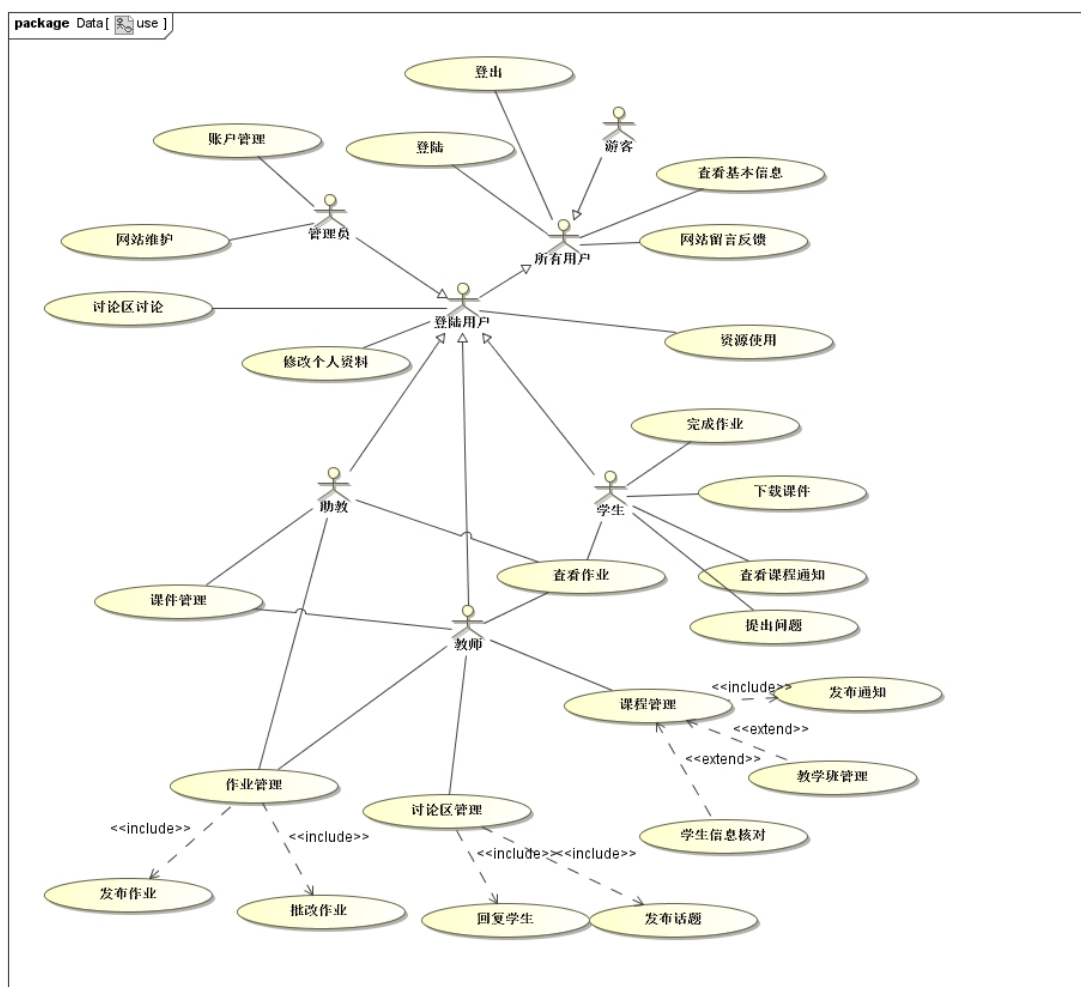 package Data [ use ]
登出
账户管理
登陆
游客
查看基本信息
网站维护
管理员
所有用户
网站留言反馈
讨论区讨论
登陆用户
资源使用
修改个人资料
完成作业
助教
学生
下载课件
查看作业
查看课程通知
课件管理
提出问题
教师
课程管理
<<include>>
发布通知
<<extend>>
<<extend>>
教学班管理
作业管理
讨论区管理
学生信息核对
<<include>>
<<include>>
<<include>>
<<include>>
发布作业
批改作业
回复学生
发布话题